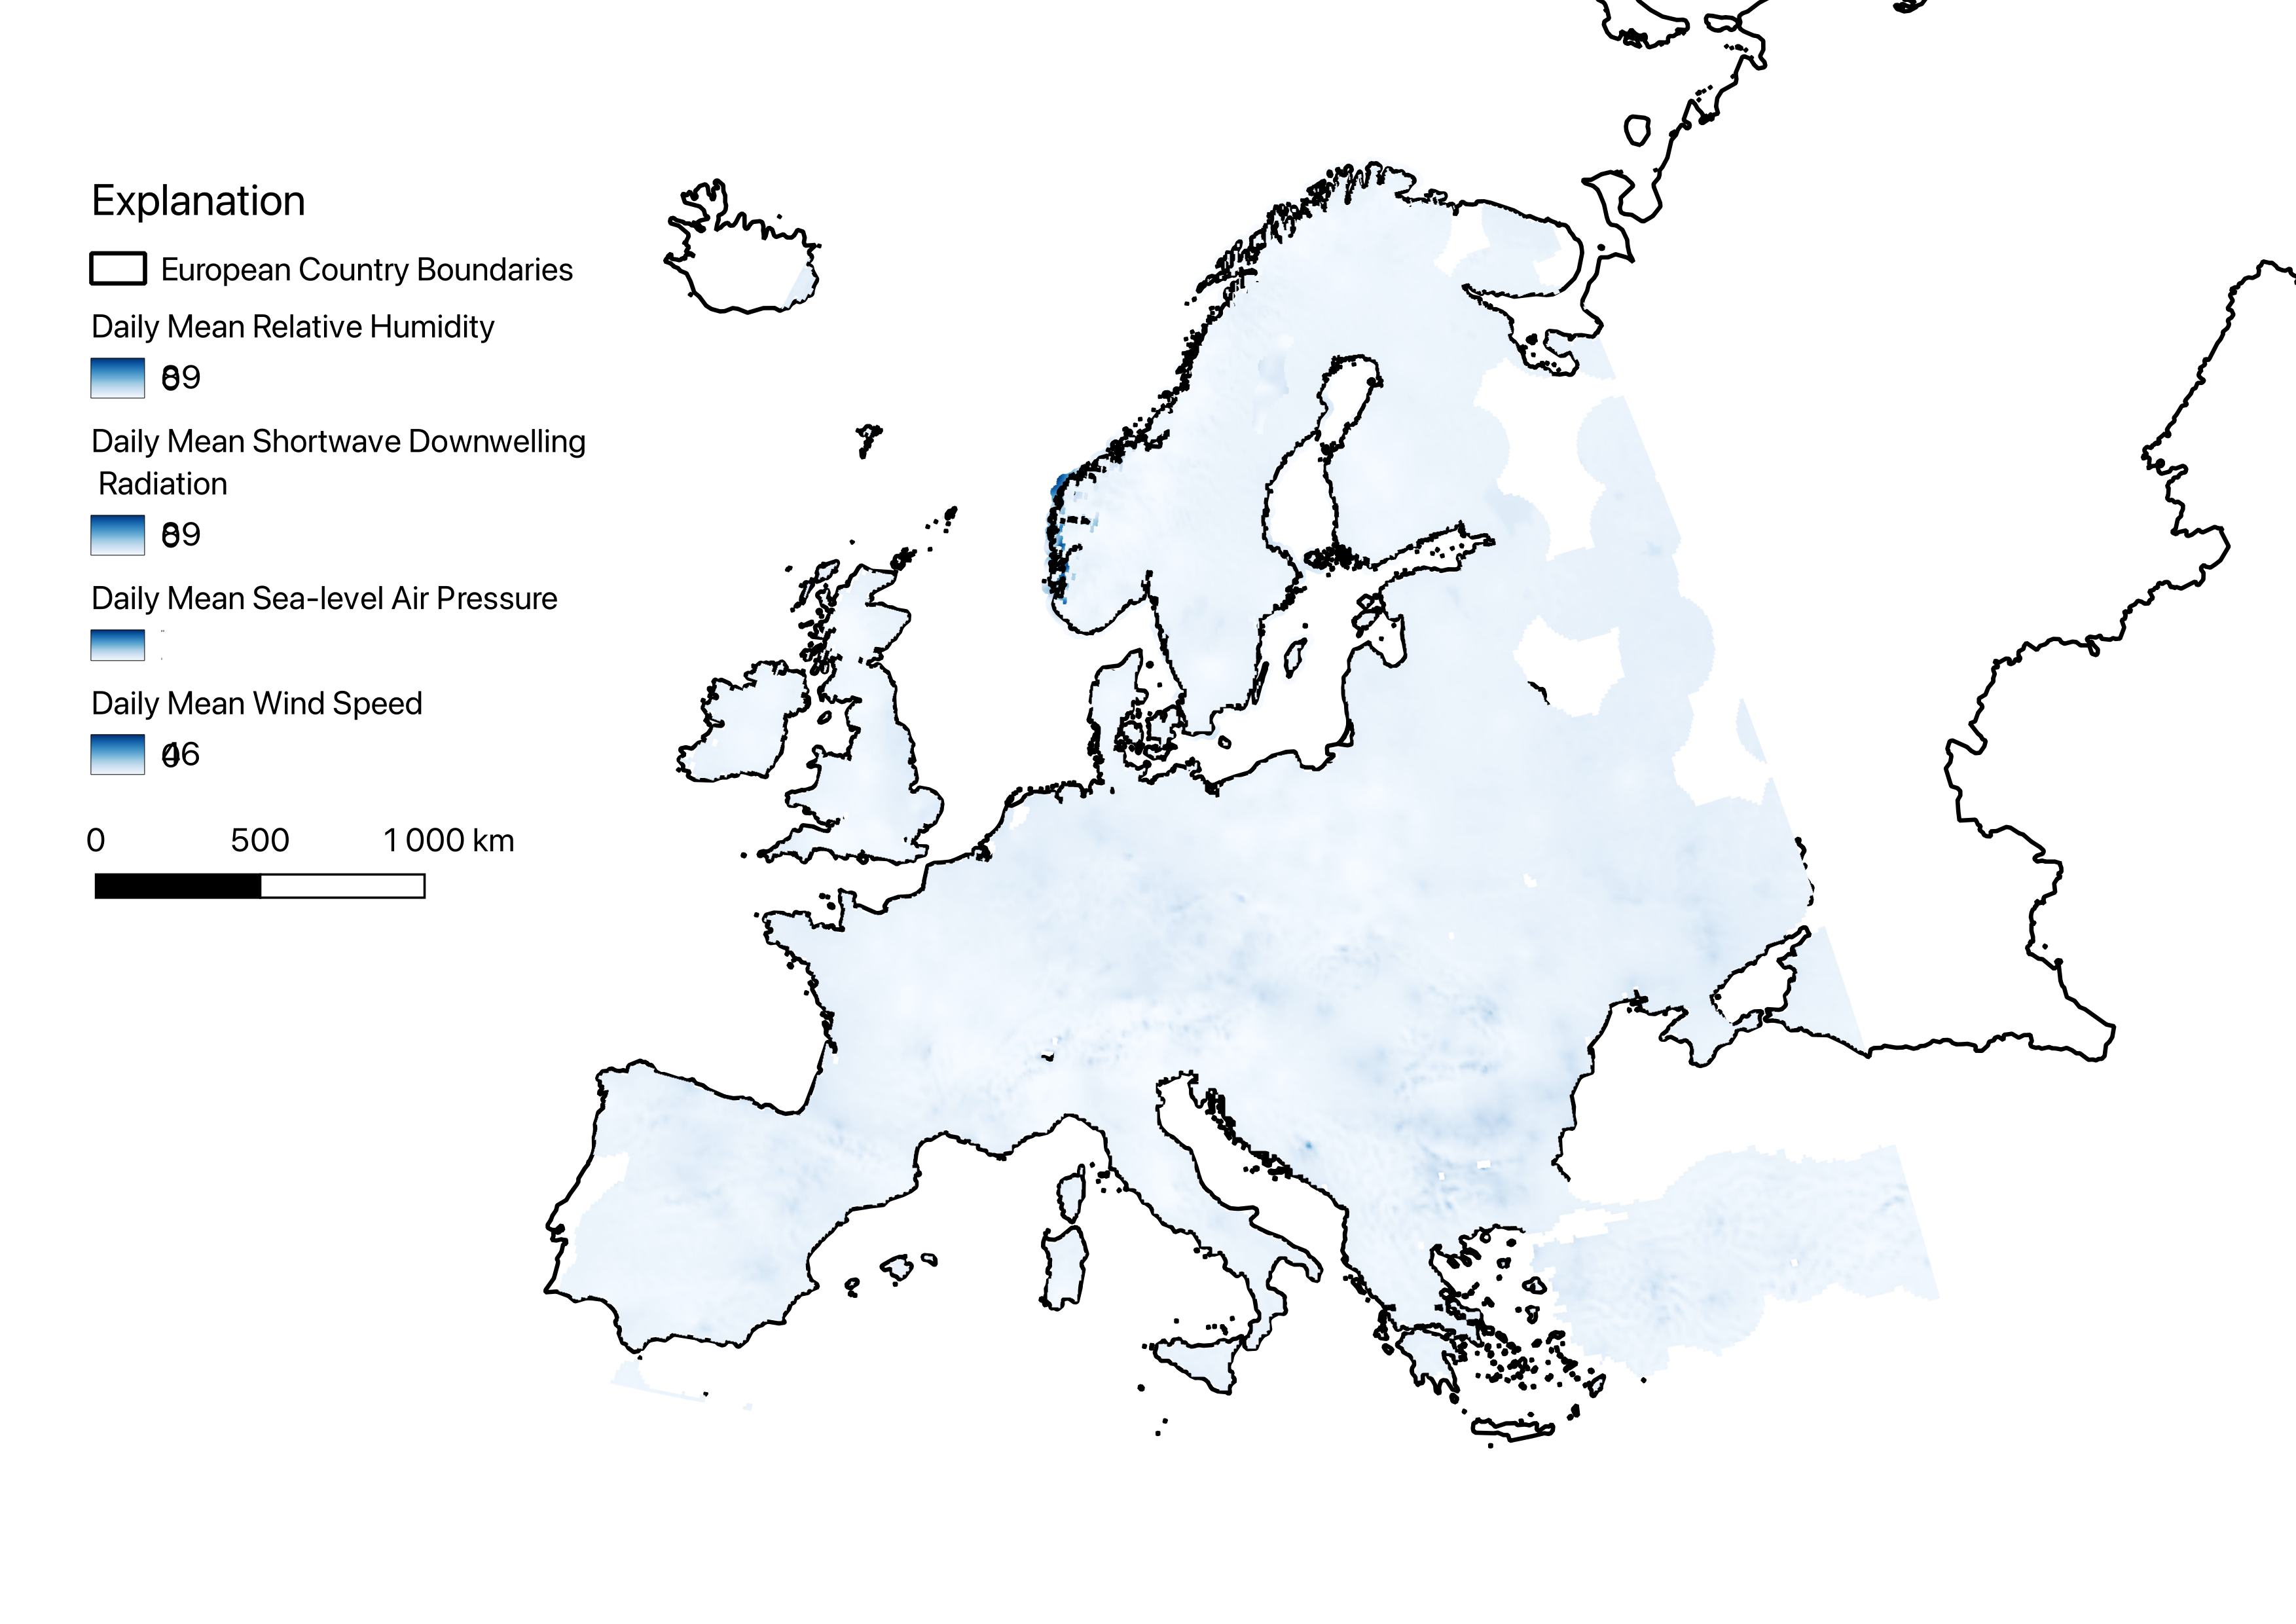 Explanation
European Country Boundaries
Daily Mean Relative Humidity
Daily Mean Shortwave Downwelling
Radiation
Daily Mean Sea-level Air Pressure
Daily Mean Wind Speed
0 500 1 000 km